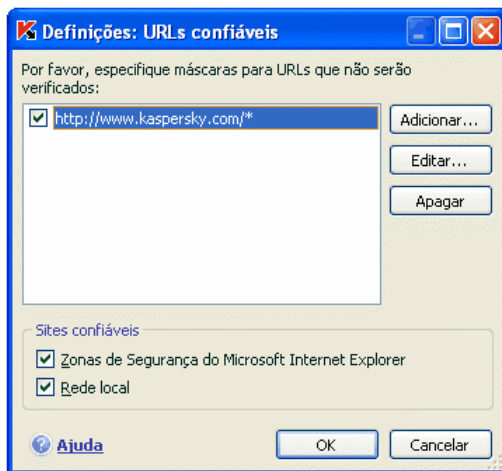 Definições: URLs confiáveis
Por favor, especifique máscaras para URLs que não serão
verificados:
http://www.kaspersky.com/*
Adicionar...
Editar...
Apagar
Sites confiáveis
Zonas de Segurança do Microsoft Internet Explorer
Rede local
Ajuda
OK
Cancelar